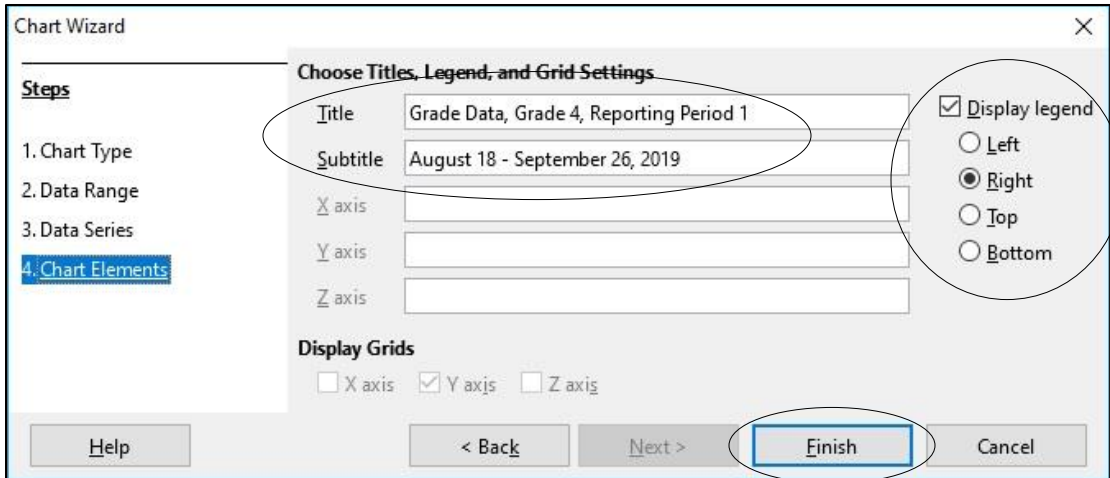 Chart Wizard
Steps
1. Chart Type
2. Data Range
3. Data Series
4. Chart Elements
Choose Titles, Legend, and Grid Settings
Title Grade Data, Grade 4, Reporting Period 1
Subtitle August 18 - September 26, 2019
X axis
Y axis
Z axis
Display legend
Left
Right
Top
Bottom
Display Grids
X axis Y axis Z axis
Help < Back Next > Finish Cancel